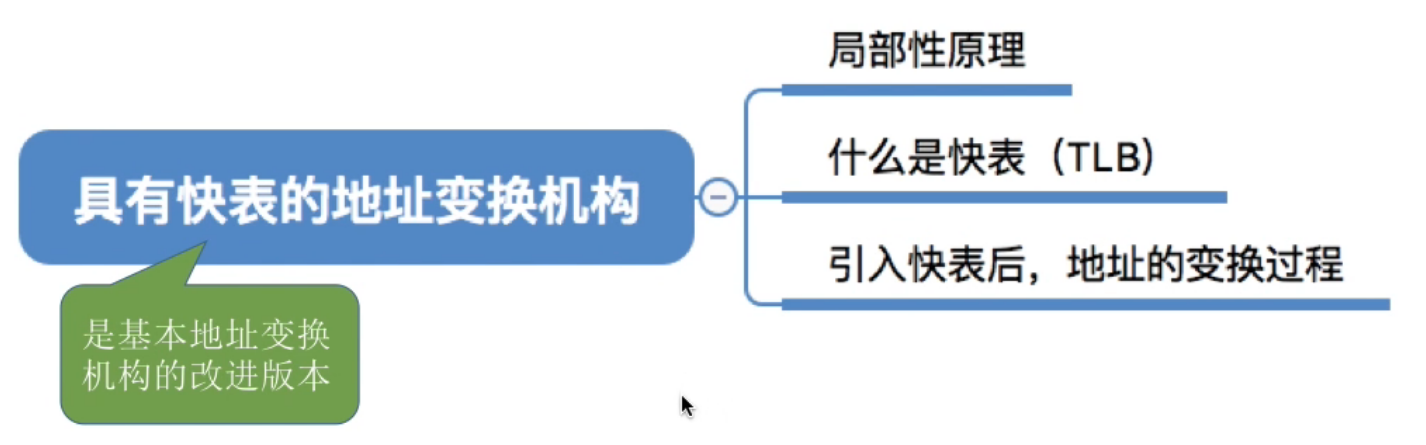 具有快表的地址变换机构
是基本地址变换
机构的改进版本
局部性原理
什么是快表（TLB）
引入快表后，地址的变换过程